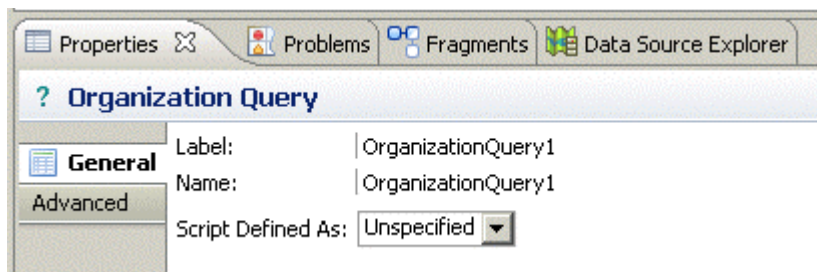 Properties Problems Fragments Data Source Explorer
? Organization Query
General
Advanced
Label: OrganizationQuery1
Name: OrganizationQuery1
Script Defined As: Unspecified